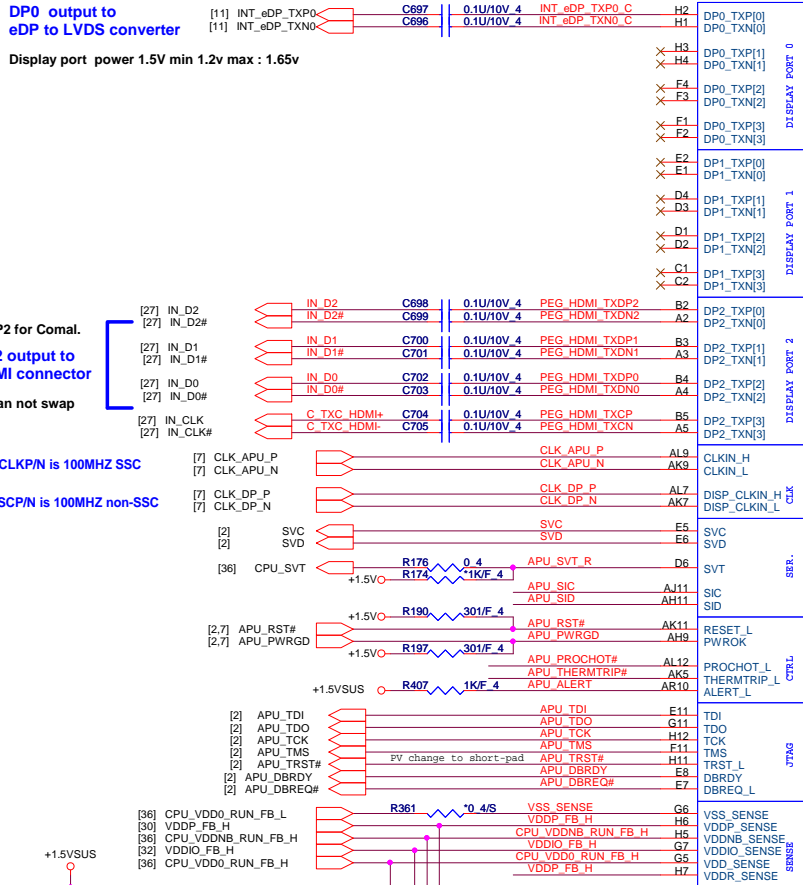 DP0 output to
eDP to LVDS converter
Display port power 1.5V min 1.2v max : 1.65v
[11] INT_eDP_TXP0 C697 0.1U/10V_4 INT_eDP_TXP0_C H2 DP0_TXP[0]
[11] INT_eDP_TXN0 C696 0.1U/10V_4 INT_eDP_TXN0_C H1 DP0_TXN[0]
H3 DP0_TXP[1]
H4 DP0_TXN[1]
F4 DP0_TXP[2]
F3 DP0_TXN[2]
F1 DP0_TXP[3]
F2 DP0_TXN[3]
DISPLAY PORT 0
E2 DP1_TXP[0]
E1 DP1_TXN[0]
D4 DP1_TXP[1]
D3 DP1_TXN[1]
D1 DP1_TXP[2]
D2 DP1_TXN[2]
C1 DP1_TXP[3]
C2 DP1_TXN[3]
DISPLAY PORT 1
P2 for Comal.
2 output to
MI connector
an not swap
[27] IN_D2 IN_D2 C698 0.1U/10V_4 PEG_HDMI_TXDP2 B2 DP2_TXP[0]
[27] IN_D2# IN_D2# C699 0.1U/10V_4 PEG_HDMI_TXDN2 A2 DP2_TXN[0]
[27] IN_D1 IN_D1 C700 0.1U/10V_4 PEG_HDMI_TXDP1 B3 DP2_TXP[1]
[27] IN_D1# IN_D1# C701 0.1U/10V_4 PEG_HDMI_TXDN1 A3 DP2_TXN[1]
[27] IN_D0 IN_D0 C702 0.1U/10V_4 PEG_HDMI_TXDP0 B4 DP2_TXP[2]
[27] IN_D0# IN_D0# C703 0.1U/10V_4 PEG_HDMI_TXDN0 A4 DP2_TXN[2]
[27] IN_CLK C_TXC_HDMI+ C704 0.1U/10V_4 PEG_HDMI_TXCP B5 DP2_TXP[3]
[27] IN_CLK# C_TXC_HDMI- C705 0.1U/10V_4 PEG_HDMI_TXCN A5 DP2_TXN[3]
DISPLAY PORT 2
CLKP/N is 100MHZ SSC
[7] CLK_APU_P CLK_APU_P AL9 CLKIN_H
[7] CLK_APU_N CLK_APU_N AK9 CLKIN_L
SCP/N is 100MHZ non-SSC
[7] CLK_DP_P CLK_DP_P AL7 DISP_CLKIN_H
[7] CLK_DP_N CLK_DP_N AK7 DISP_CLKIN_L
CLK
[2] SVC SVC E5 SVC
[2] SVD SVD E6 SVD
[36] CPU_SVT R176 0_4 APU_SVT_R D6 SVT
+1.5V R174 *1K/F_4
APU_SIC AJ11 SIC
APU_SID AH11 SID
SER.
+1.5V R190 301/F_4
[2,7] APU_RST# APU_RST# AK11 RESET_L
[2,7] APU_PWRGD APU_PWRGD AH9 PWROK
+1.5V R197 301/F_4
APU_PROCHOT# AL12 PROCHOT_L
APU_THERMTRIP# AK5 THERMTRIP_L
+1.5VSUS R407 1K/F_4 APU_ALERT AR10 ALERT_L
CTRL
[2] APU_TDI APU_TDI E11 TDI
[2] APU_TDO APU_TDO G11 TDO
[2] APU_TCK APU_TCK H12 TCK
[2] APU_TMS APU_TMS F11 TMS
[2] APU_TRST# PV change to short-pad APU_TRST# H11 TRST_L
[2] APU_DBRDY APU_DBRDY E8 DBRDY
[2] APU_DBREQ# APU_DBREQ# E7 DBREQ_L
JTAG
[36] CPU_VDD0_RUN_FB_L R361 *0_4/S VSS_SENSE G6 VSS_SENSE
[30] VDDP_FB_H VDDP_FB_H H6 VDDP_SENSE
[36] CPU_VDDNB_RUN_FB_H CPU_VDDNB_RUN_FB_H H5 VDDNB_SENSE
[32] VDDIO_FB_H VDDIO_FB_H G7 VDDIO_SENSE
[36] CPU_VDD0_RUN_FB_H CPU_VDD0_RUN_FB_H G5 VDD_SENSE
VDDP_FB_H H7 VDDR_SENSE
SENSE
+1.5VSUS